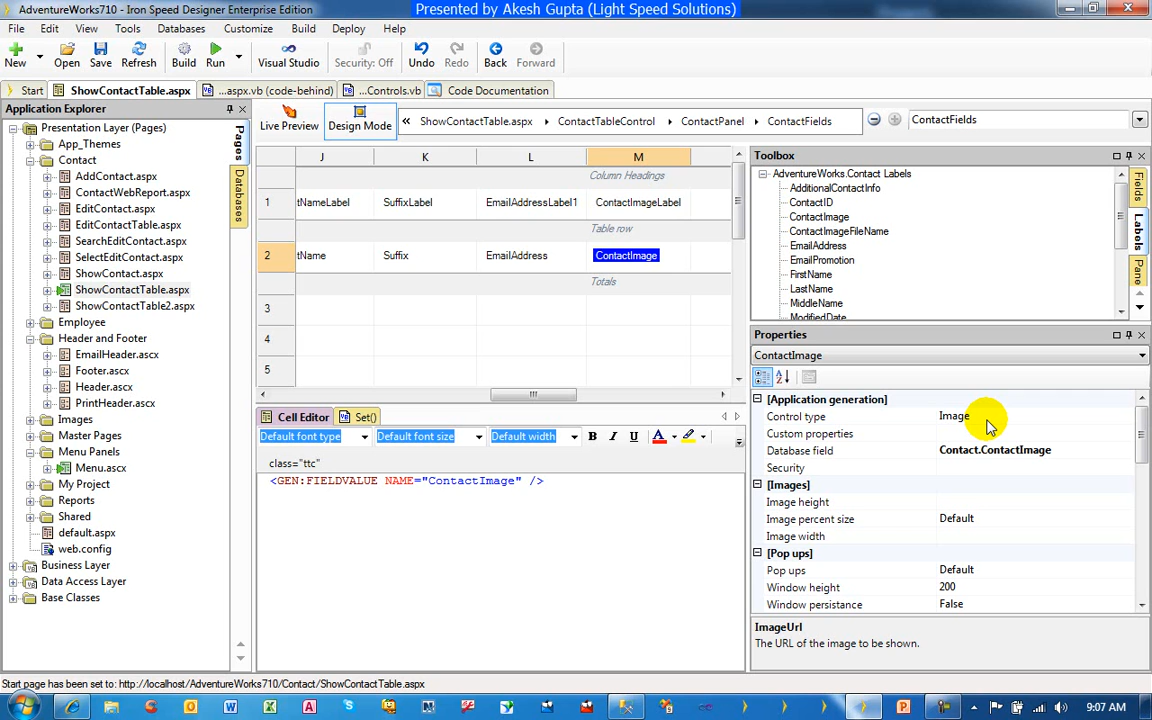 AdventureWorks710 - Iron Speed Designer Enterprise Edition
Presented by Akesh Gupta (Light Speed Solutions)
File Edit View Tools Databases Customize Build Deploy Help
New Open Save Refresh Build Run Visual Studio Security: Off Undo Redo Back Forward
Start ShowContactTable.aspx ...aspx.vb (code-behind) ...Controls.vb Code Documentation
Application Explorer
Presentation Layer (Pages)
App_Themes
Contact
AddContact.aspx
ContactWebReport.aspx
EditContact.aspx
EditContactTable.aspx
SearchEditContact.aspx
SelectEditContact.aspx
ShowContact.aspx
ShowContactTable.aspx
ShowContactTable2.aspx
Employee
Header and Footer
EmailHeader.ascx
Footer.ascx
Header.ascx
PrintHeader.ascx
Images
Master Pages
Menu Panels
Menu.ascx
My Project
Reports
Shared
default.aspx
web.config
Business Layer
Data Access Layer
Base Classes
Pages
Databases
Live Preview Design Mode « ShowContactTable.aspx ContactTableControl ContactPanel ContactFields ContactFields
J K L M
Column Headings
1 tNameLabel SuffixLabel EmailAddressLabel1 ContactImageLabel
Table row
2 tName Suffix EmailAddress ContactImage
Totals
3
4
5
Cell Editor Set()
Default font type Default font size Default width B I U A
class="ttc"
<GEN:FIELDVALUE NAME="ContactImage" />
Toolbox
AdventureWorks.Contact Labels
AdditionalContactInfo
ContactID
ContactImage
ContactImageFileName
EmailAddress
EmailPromotion
FirstName
LastName
MiddleName
ModifiedDate
Fields
Labels
Pane
Properties
ContactImage
[Application generation]
Control type Image
Custom properties
Database field Contact.ContactImage
Security
[Images]
Image height
Image percent size Default
Image width
[Pop ups]
Pop ups Default
Window height 200
Window persistance False
ImageUrl
The URL of the image to be shown.
Start page has been set to: http://localhost/AdventureWorks710/Contact/ShowContactTable.aspx
9:07 AM